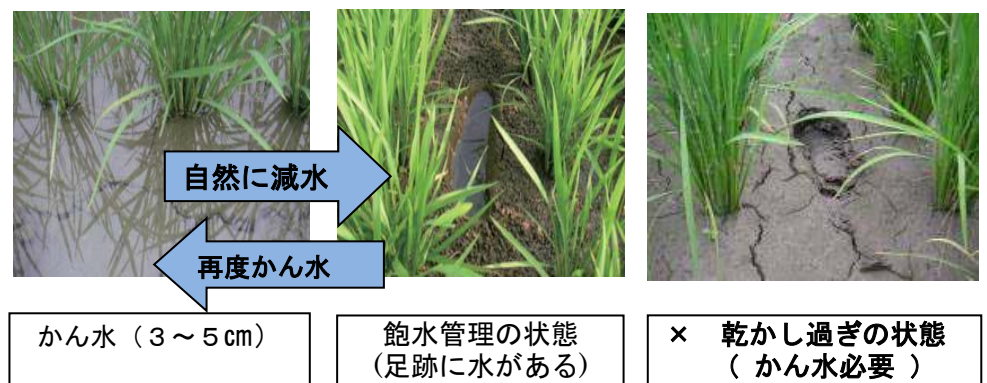 自然に減水
再度かん水
かん水（３～５㎝）
飽水管理の状態
(足跡に水がある)
× 乾かし過ぎの状態
（ かん水必要 ）